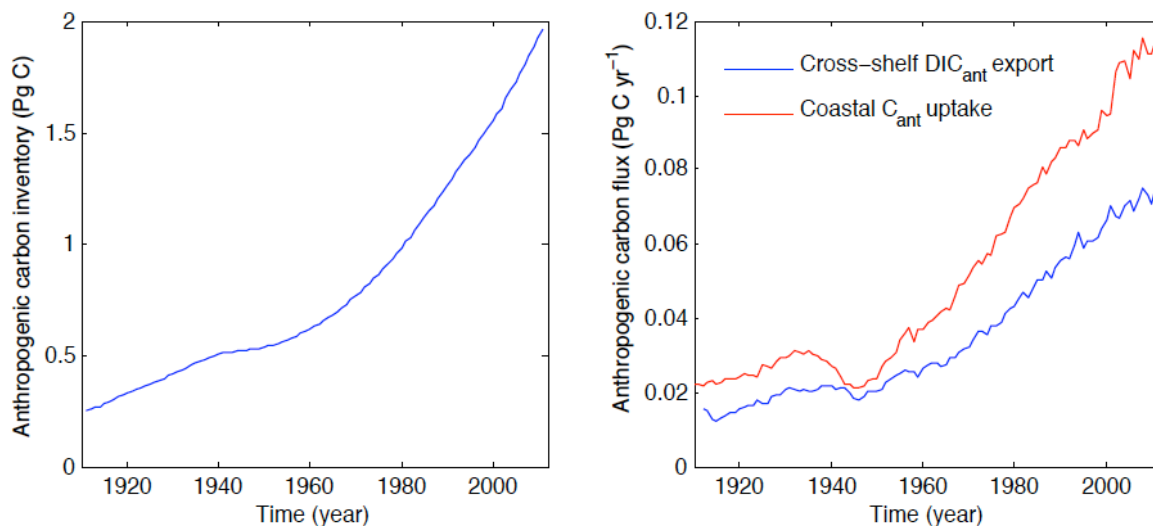 Anthropogenic carbon inventory (Pg C)
2
1.5
1
0.5
0
1920 1940 1960 1980 2000
Time (year)
Anthropogenic carbon flux (Pg C yr⁻¹)
0.12
0.1
0.08
0.06
0.04
0.02
0
Cross−shelf DICant export
Coastal Cant uptake
1920 1940 1960 1980 2000
Time (year)